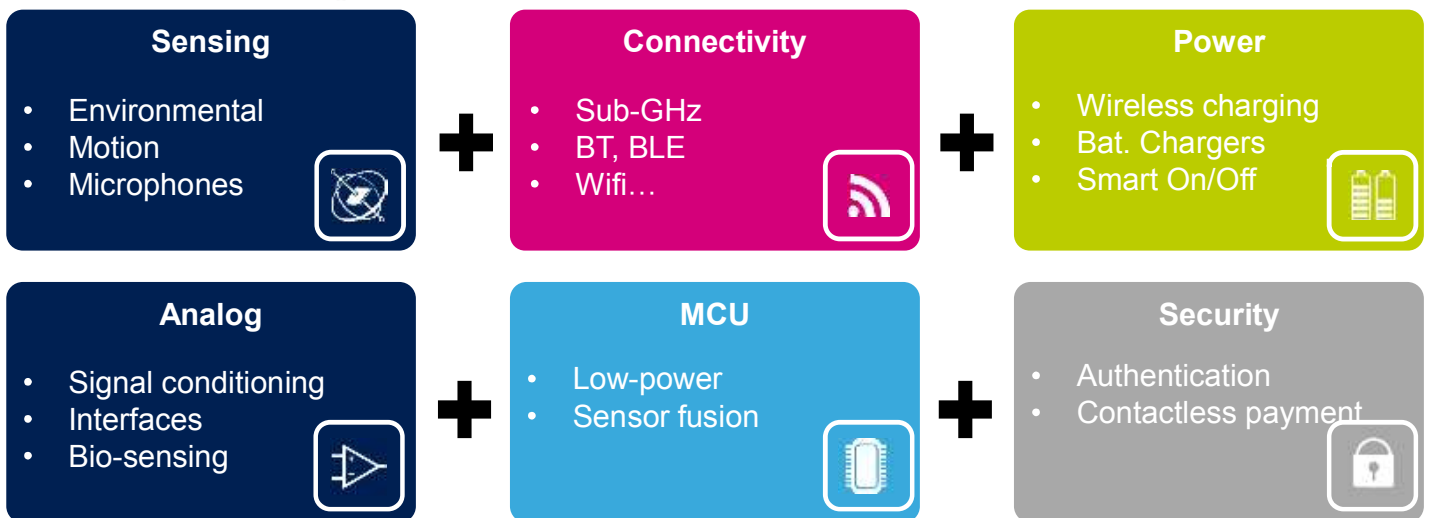 Sensing
• Environmental
• Motion
• Microphones
Connectivity
• Sub-GHz
• BT, BLE
• Wifi…
Power
• Wireless charging
• Bat. Chargers
• Smart On/Off
Analog
• Signal conditioning
• Interfaces
• Bio-sensing
MCU
• Low-power
• Sensor fusion
Security
• Authentication
• Contactless payment